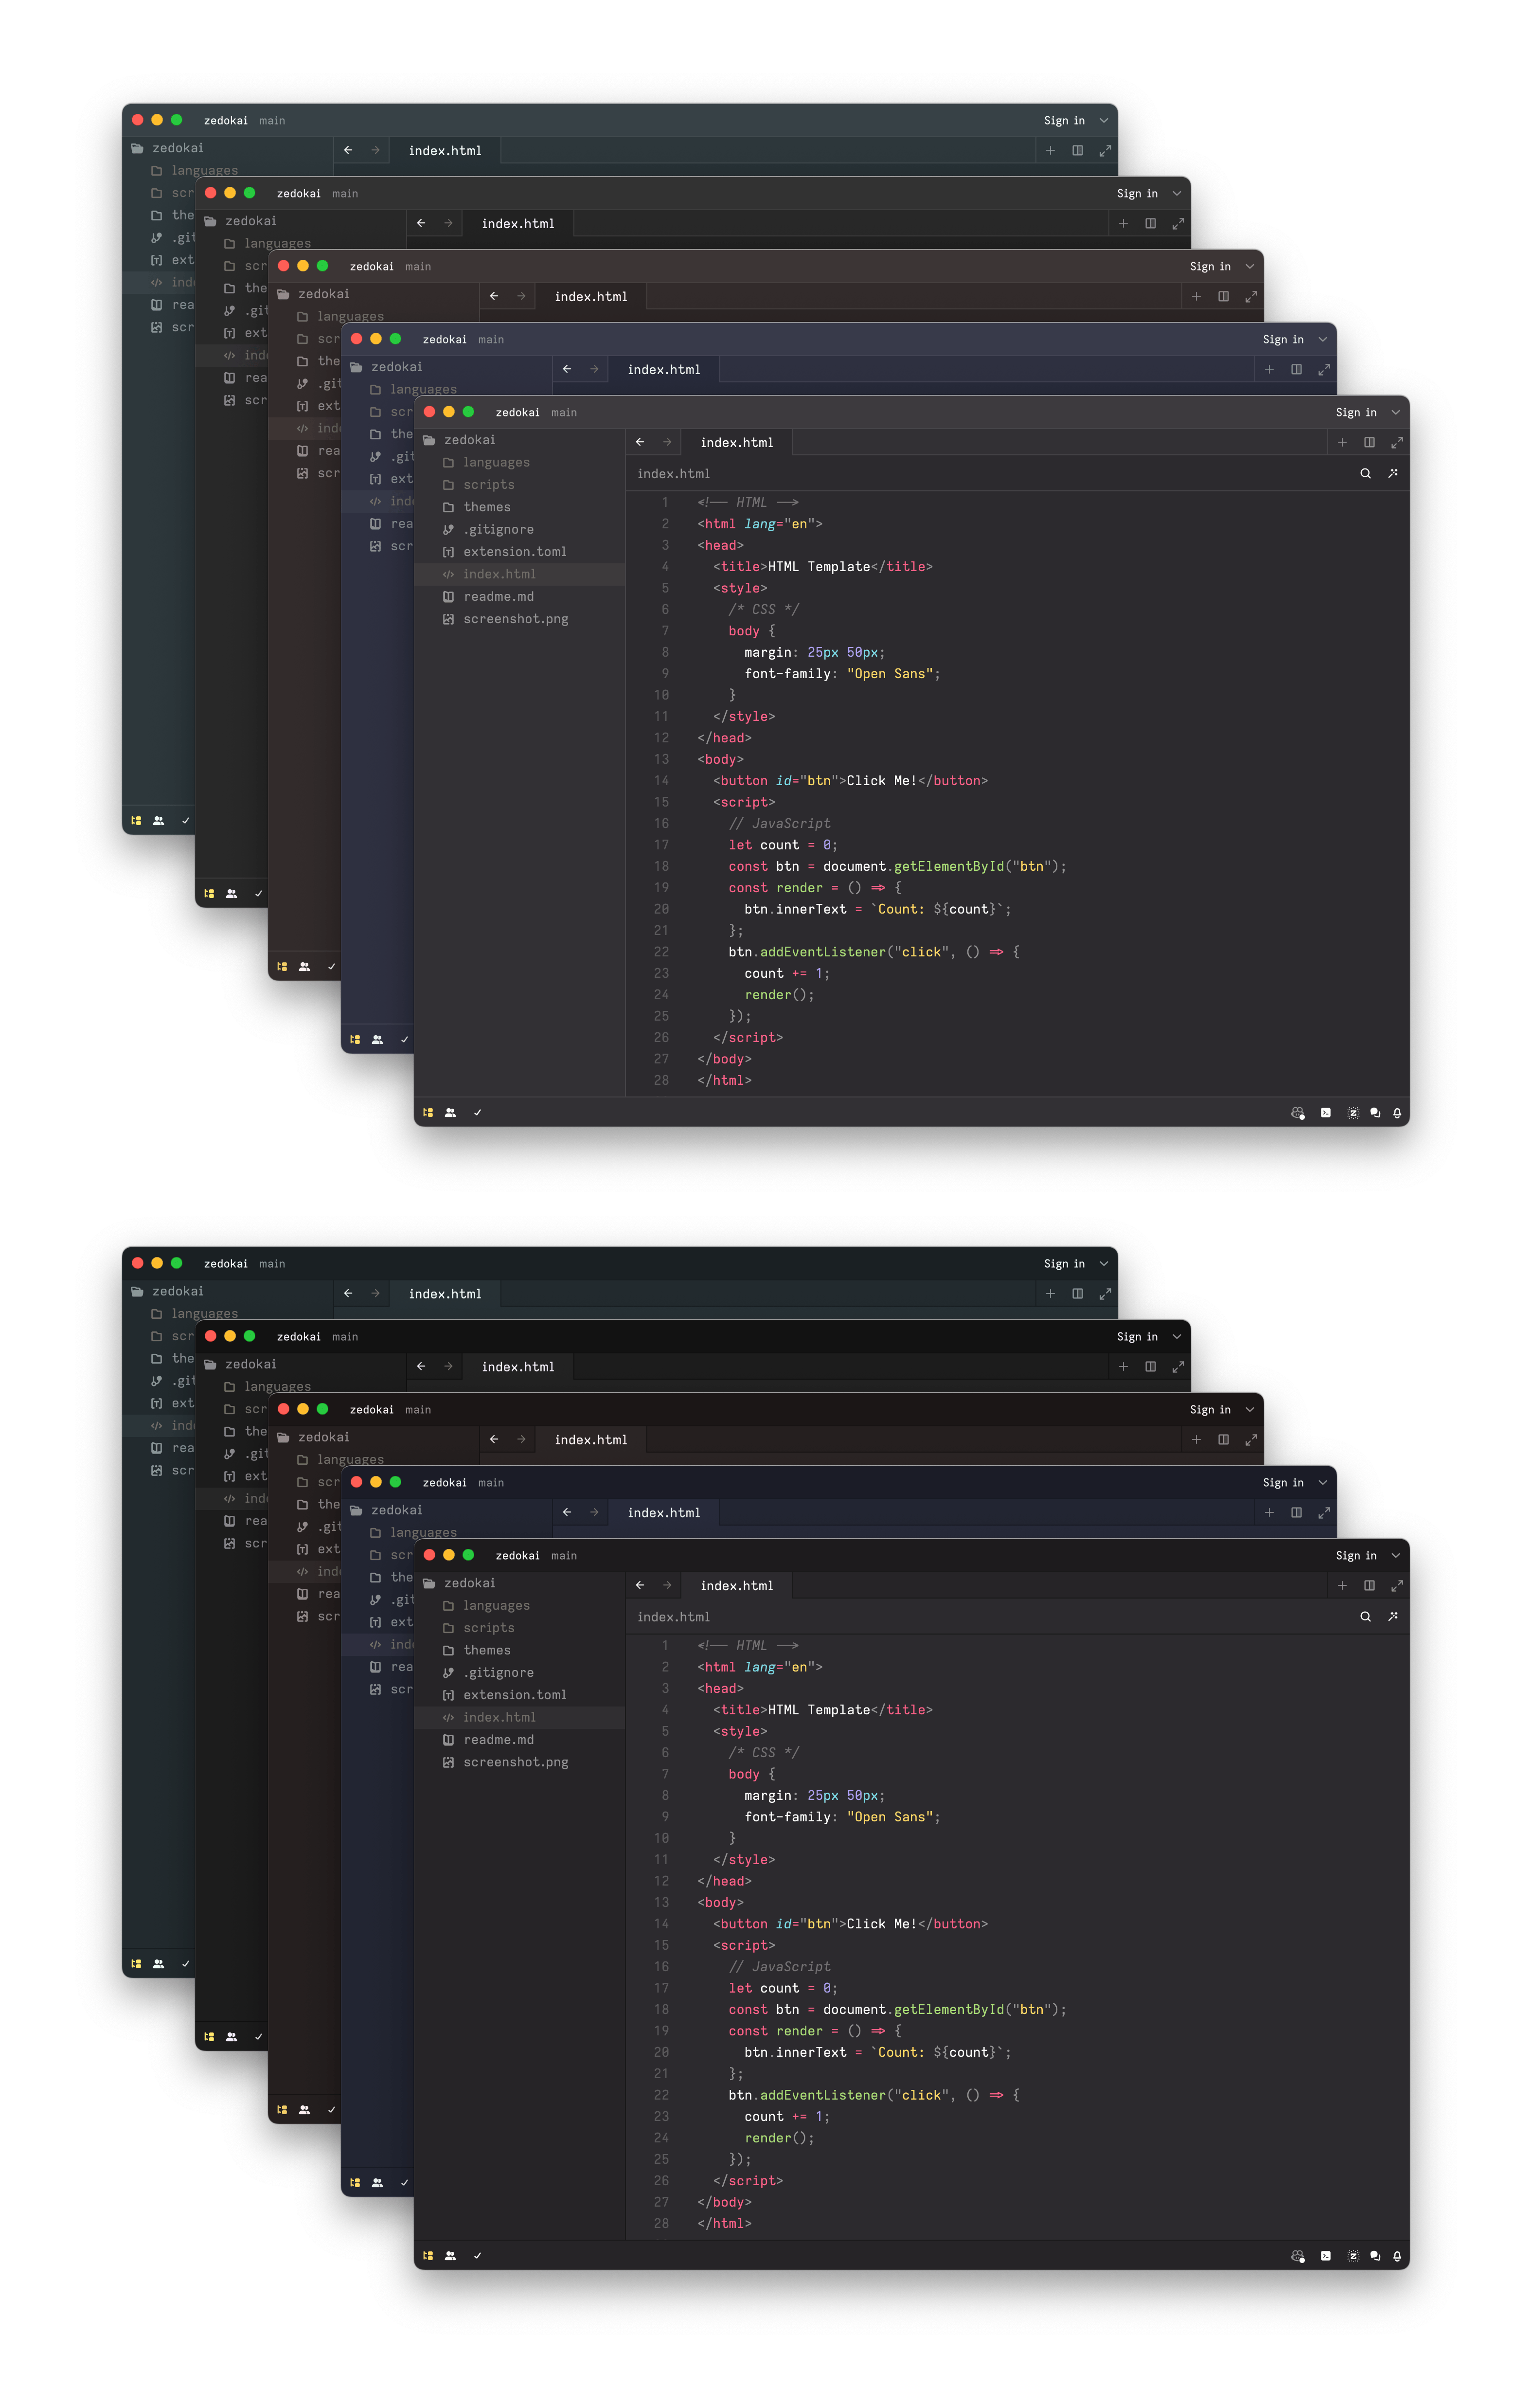 zedokai main Sign in
zedokai
index.html
languages
scr
the
.git
ext
ind
rea
scr
zedokai main Sign in
zedokai
index.html
languages
scr
the
.git
ext
ind
rea
scr
zedokai main Sign in
zedokai
index.html
languages
scr
the
.git
ext
ind
rea
scr
zedokai main Sign in
zedokai
index.html
languages
scr
the
.git
ext
ind
rea
scr
zedokai main Sign in
zedokai
languages
scripts
themes
.gitignore
extension.toml
index.html
readme.md
screenshot.png
index.html
index.html
1 <!-- HTML -->
2 <html lang="en">
3 <head>
4 <title>HTML Template</title>
5 <style>
6 /* CSS */
7 body {
8 margin: 25px 50px;
9 font-family: "Open Sans";
10 }
11 </style>
12 </head>
13 <body>
14 <button id="btn">Click Me!</button>
15 <script>
16 // JavaScript
17 let count = 0;
18 const btn = document.getElementById("btn");
19 const render = () => {
20 btn.innerText = `Count: ${count}`;
21 };
22 btn.addEventListener("click", () => {
23 count += 1;
24 render();
25 });
26 </script>
27 </body>
28 </html>
zedokai main Sign in
zedokai
index.html
languages
scr
the
.git
ext
ind
rea
scr
zedokai main Sign in
zedokai
index.html
languages
scr
the
.git
ext
ind
rea
scr
zedokai main Sign in
zedokai
index.html
languages
scr
the
.git
ext
ind
rea
scr
zedokai main Sign in
zedokai
index.html
languages
scr
the
.git
ext
ind
rea
scr
zedokai main Sign in
zedokai
languages
scripts
themes
.gitignore
extension.toml
index.html
readme.md
screenshot.png
index.html
index.html
1 <!-- HTML -->
2 <html lang="en">
3 <head>
4 <title>HTML Template</title>
5 <style>
6 /* CSS */
7 body {
8 margin: 25px 50px;
9 font-family: "Open Sans";
10 }
11 </style>
12 </head>
13 <body>
14 <button id="btn">Click Me!</button>
15 <script>
16 // JavaScript
17 let count = 0;
18 const btn = document.getElementById("btn");
19 const render = () => {
20 btn.innerText = `Count: ${count}`;
21 };
22 btn.addEventListener("click", () => {
23 count += 1;
24 render();
25 });
26 </script>
27 </body>
28 </html>